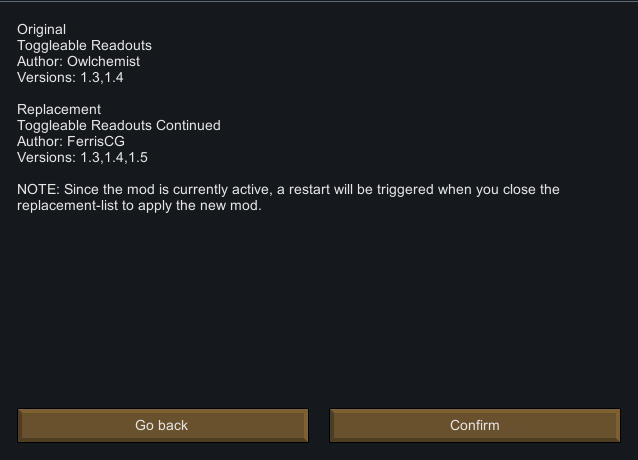 Original
Toggleable Readouts
Author: Owlchemist
Versions: 1.3,1.4
Replacement
Toggleable Readouts Continued
Author: FerrisCG
Versions: 1.3,1.4,1.5
NOTE: Since the mod is currently active, a restart will be triggered when you close the
replacement-list to apply the new mod.
Go back
Confirm